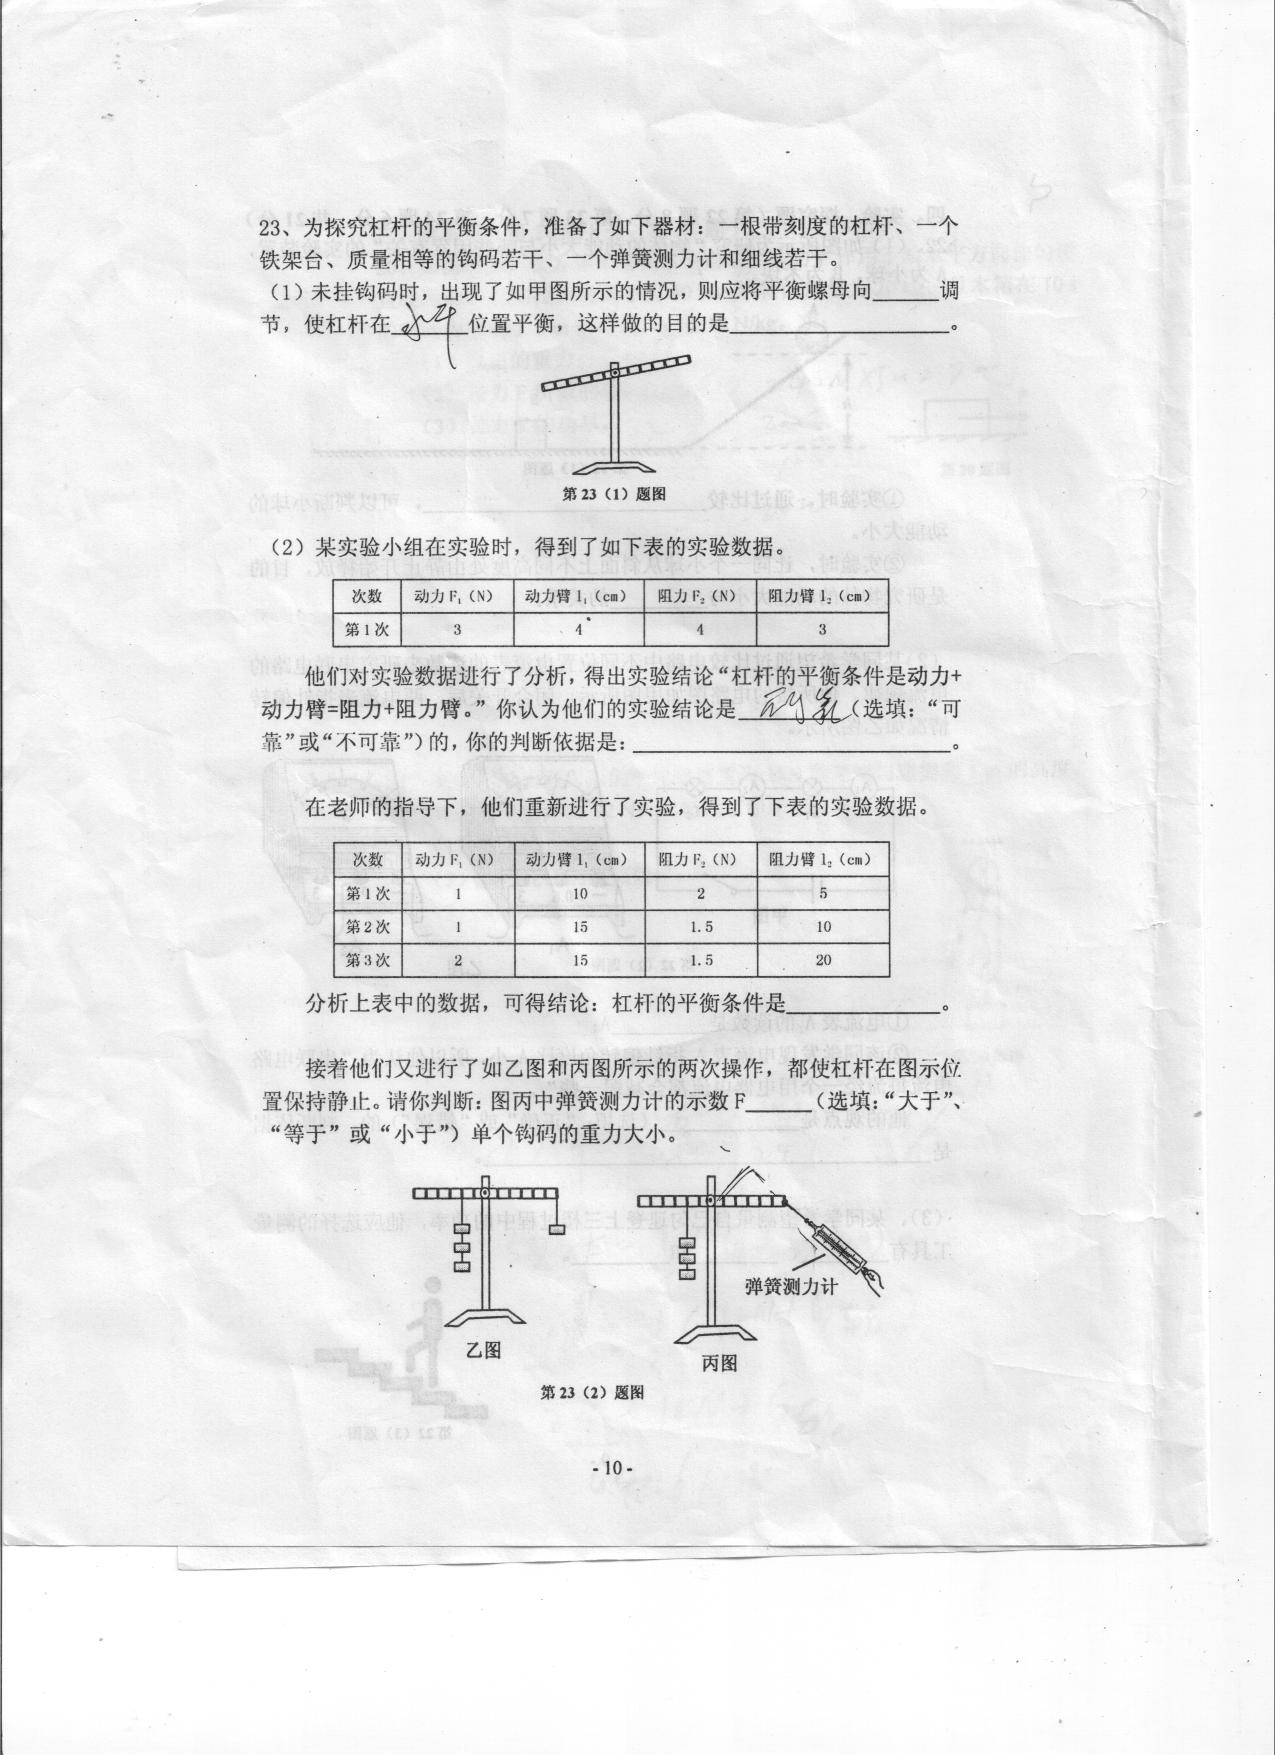 23、为探究杠杆的平衡条件，准备了如下器材：一根带刻度的杠杆、一个
铁架台、质量相等的钩码若干、一个弹簧测力计和细线若干。
（1）未挂钩码时，出现了如甲图所示的情况，则应将平衡螺母向______调
节，使杠杆在 水平 位置平衡，这样做的目的是____________________。
第 23（1）题图
（2）某实验小组在实验时，得到了如下表的实验数据。
次数 动力 F₁（N） 动力臂 l₁（cm） 阻力 F₂（N） 阻力臂 l₂（cm）
第 1 次 3 4 4 3
他们对实验数据进行了分析，得出实验结论“杠杆的平衡条件是动力+
动力臂=阻力+阻力臂。”你认为他们的实验结论是 可靠（选填：“可
靠”或“不可靠”）的，你的判断依据是：____________________________。
在老师的指导下，他们重新进行了实验，得到了下表的实验数据。
次数 动力 F₁（N） 动力臂 l₁（cm） 阻力 F₂（N） 阻力臂 l₂（cm）
第 1 次 1 10 2 5
第 2 次 1 15 1.5 10
第 3 次 2 15 1.5 20
分析上表中的数据，可得结论：杠杆的平衡条件是______________。
接着他们又进行了如乙图和丙图所示的两次操作，都使杠杆在图示位
置保持静止。请你判断：图丙中弹簧测力计的示数 F______（选填：“大于”、
“等于”或“小于”）单个钩码的重力大小。
弹簧测力计
乙图
丙图
第 23（2）题图
- 10 -